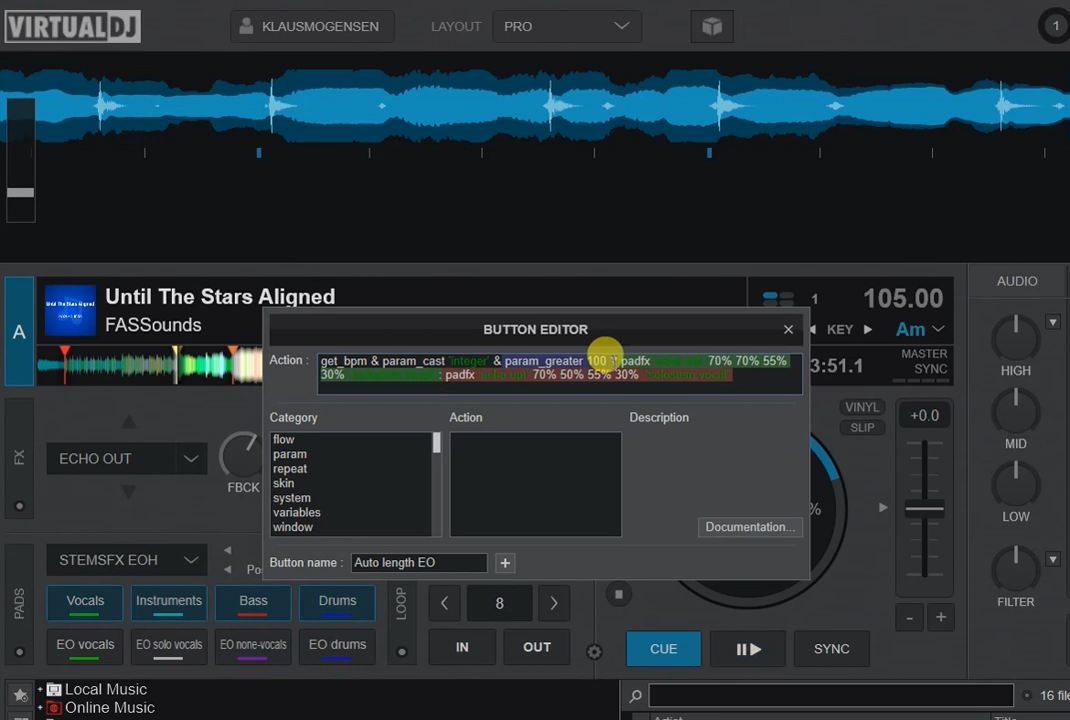 VIRTUALDJ
KLAUSMOGENSEN
LAYOUT
PRO
1
A
Until The Stars Aligned
FASSounds
1
105.00
KEY
Am
3:51.1
MASTER
SYNC
BUTTON EDITOR
Action :
get_bpm & param_cast 'integer' & param_greater 100 ? padfx 70% 70% 55%
30% : padfx 'echo out' 70% 50% 55% 30%
Category
Action
Description
flow
param
repeat
skin
system
variables
window
Documentation...
Button name :
Auto length EO
+
FX
ECHO OUT
FBCK
VINYL
SLIP
+0.0
%
- +
AUDIO
HIGH
MID
LOW
FILTER
PADS
STEMSFX EOH
Vocals
Instruments
Bass
Drums
EO vocals
EO solo vocals
EO none-vocals
EO drums
LOOP
8
IN
OUT
CUE
SYNC
Local Music
Online Music